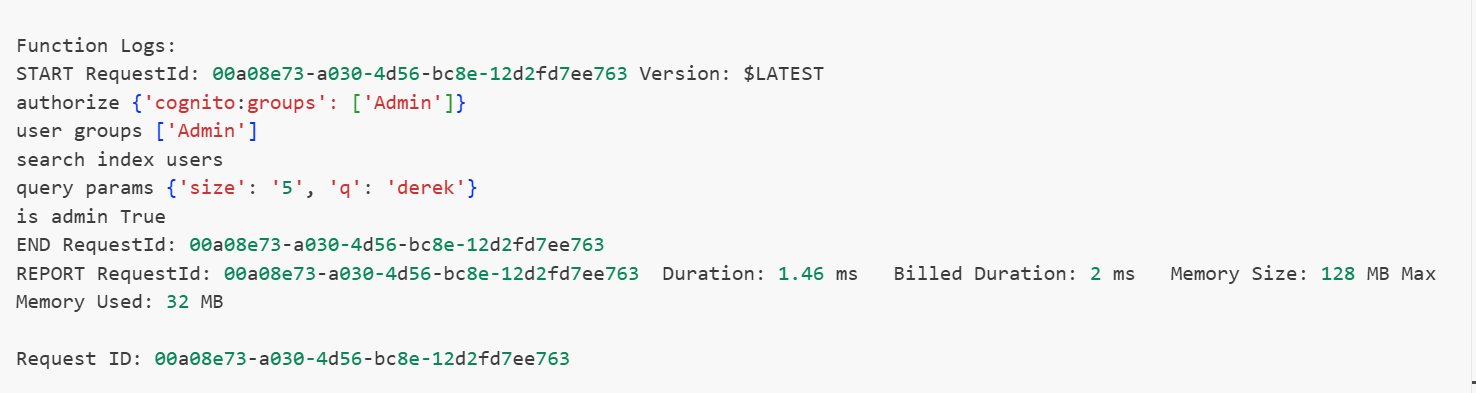 Function Logs:
START RequestId: 00a08e73-a030-4d56-bc8e-12d2fd7ee763 Version: $LATEST
authorize {'cognito:groups': ['Admin']}
user groups ['Admin']
search index users
query params {'size': '5', 'q': 'derek'}
is admin True
END RequestId: 00a08e73-a030-4d56-bc8e-12d2fd7ee763
REPORT RequestId: 00a08e73-a030-4d56-bc8e-12d2fd7ee763  Duration: 1.46 ms   Billed Duration: 2 ms   Memory Size: 128 MB Max
Memory Used: 32 MB
Request ID: 00a08e73-a030-4d56-bc8e-12d2fd7ee763